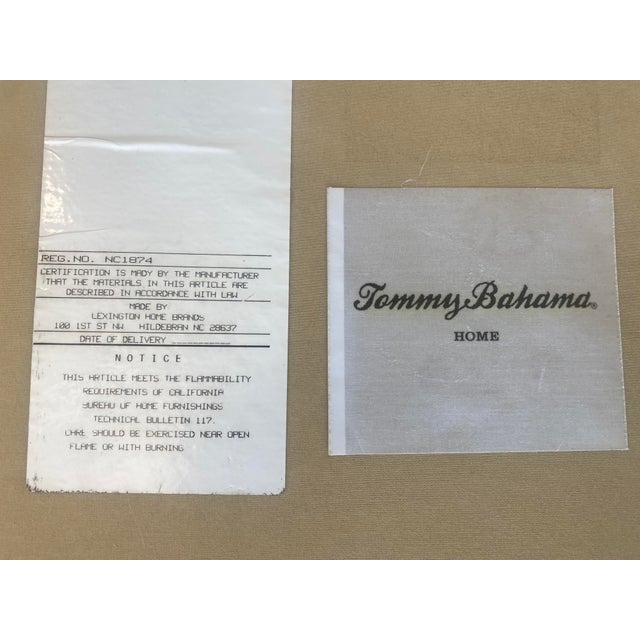 REG.NO. NC1874
CERTIFICATION IS MADY BY THE MANUFACTURER
THAT THE MATERIALS IN THIS ARTICLE ARE
DESCRIBED IN ACCORDANCE WITH LAW
MADE BY
LEXINGTON HOME BRANDS
100 1ST ST NW HILDEBRAN NC 28637
DATE OF DELIVERY
NOTICE
THIS ARTICLE MEETS THE FLAMMABILITY
REQUIREMENTS OF CALIFORNIA
BUREAU OF HOME FURNISHINGS
TECHNICAL BULLETIN 117.
CARE SHOULD BE EXERCISED NEAR OPEN
FLAME OR WITH BURNING
Tommy Bahama®
HOME